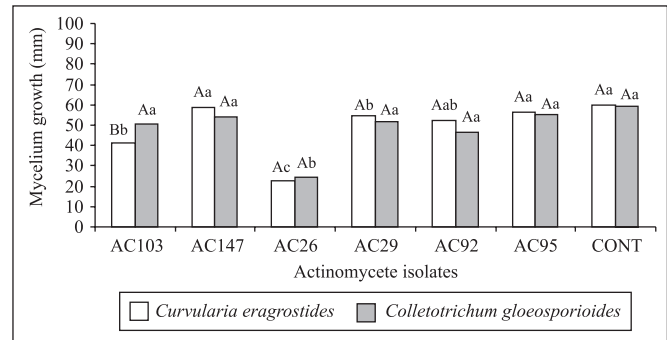 Mycelium growth (mm)
100
90
80
70
60
50
40
30
20
10
0
Bb
Aa
Aa
Aa
Ac
Ab
Ab
Aa
Aab
Aa
Aa
Aa
Aa
Aa
AC103
AC147
AC26
AC29
AC92
AC95
CONT
Actinomycete isolates
Curvularia eragrostides
Colletotrichum gloeosporioides